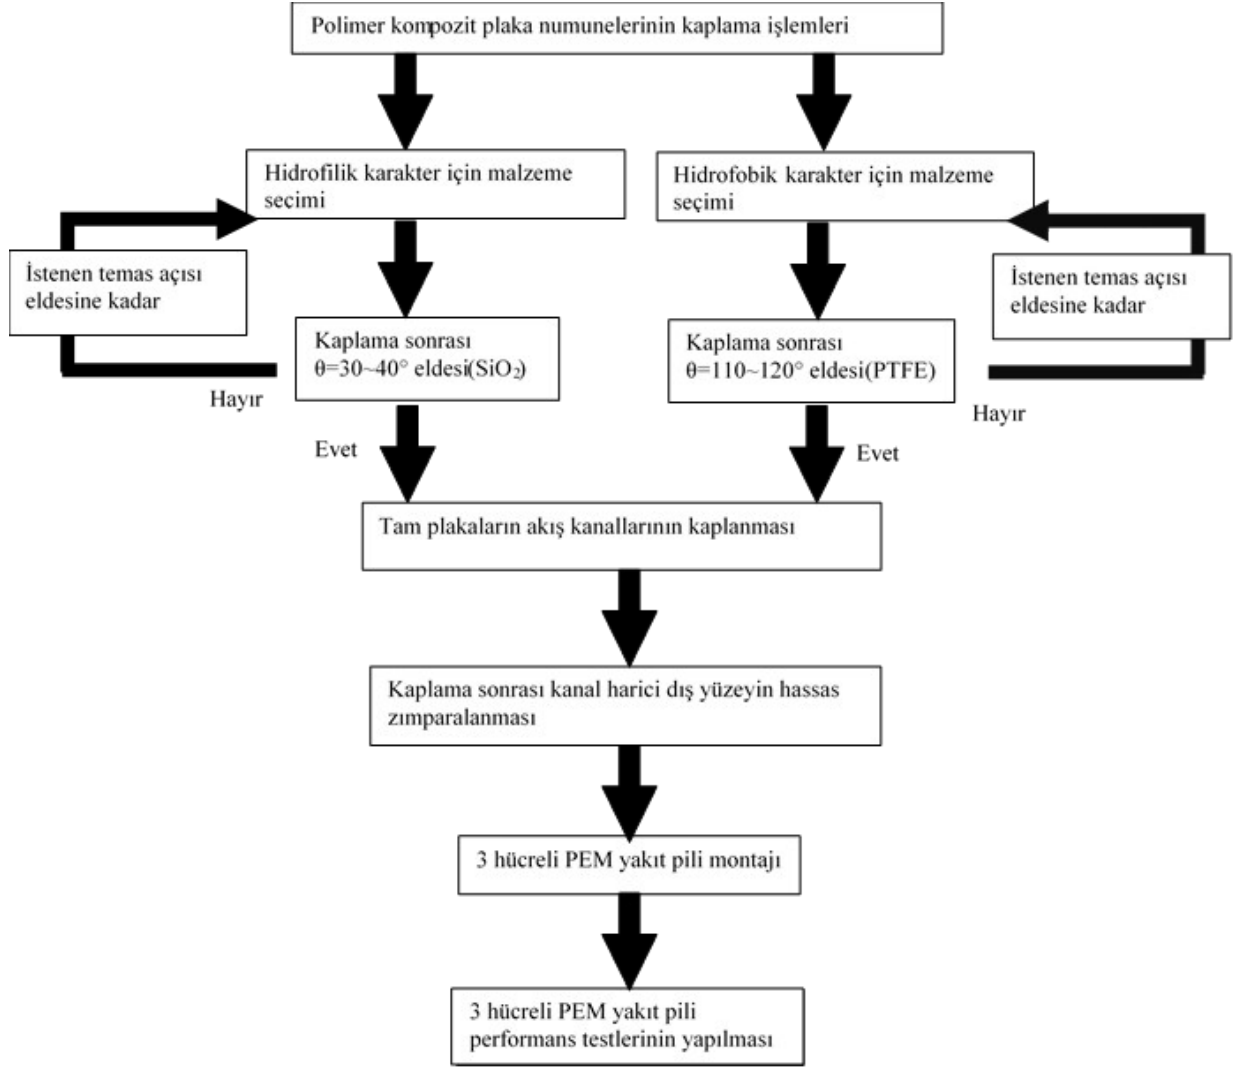 Polimer kompozit plaka numunelerinin kaplama işlemleri
Hidrofilik karakter için malzeme
seçimi
Hidrofobik karakter için malzeme
seçimi
İstenen temas açısı
eldesine kadar
İstenen temas açısı
eldesine kadar
Kaplama sonrası
θ=30~40° eldesi(SiO₂)
Kaplama sonrası
θ=110~120° eldesi(PTFE)
Hayır
Hayır
Evet
Evet
Tam plakaların akış kanallarının kaplanması
Kaplama sonrası kanal harici dış yüzeyin hassas
zımparalanması
3 hücreli PEM yakıt pili montajı
3 hücreli PEM yakıt pili
performans testlerinin yapılması